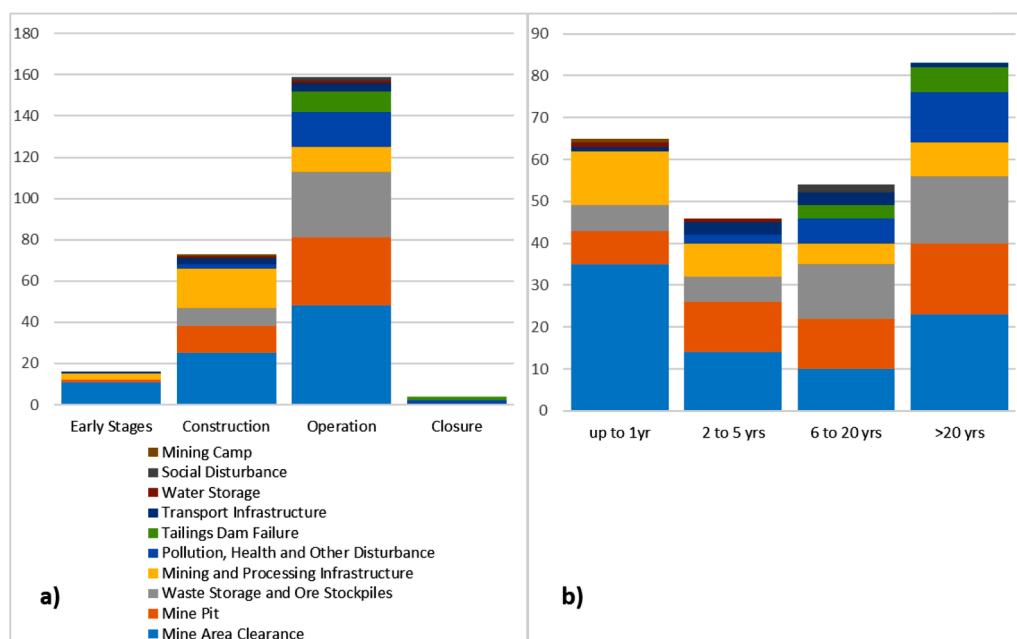 180
160
140
120
100
80
60
40
20
0
Early Stages Construction Operation Closure
Mining Camp
Social Disturbance
Water Storage
Transport Infrastructure
Tailings Dam Failure
Pollution, Health and Other Disturbance
Mining and Processing Infrastructure
Waste Storage and Ore Stockpiles
Mine Pit
Mine Area Clearance
a)
90
80
70
60
50
40
30
20
10
0
up to 1yr 2 to 5 yrs 6 to 20 yrs >20 yrs
b)